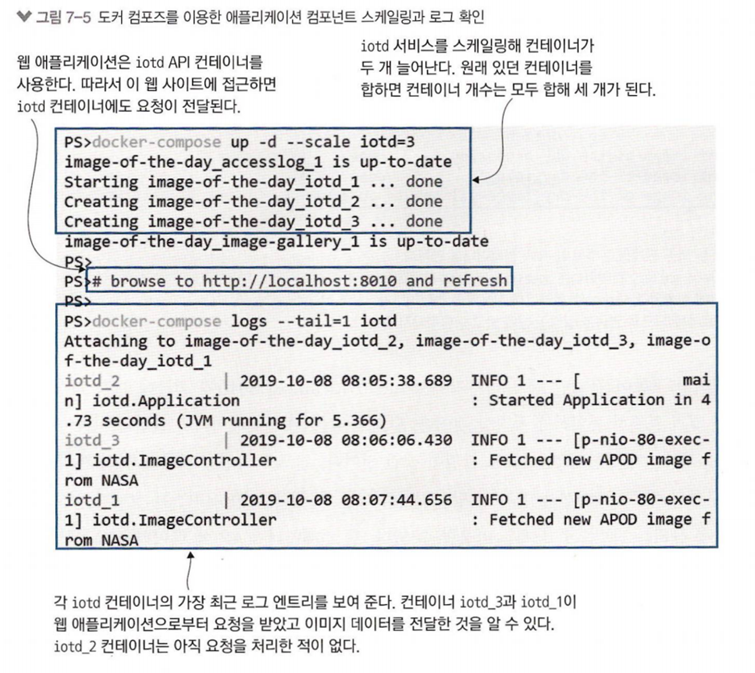 그림 7-5 도커 컴포즈를 이용한 애플리케이션 컴포넌트 스케일링과 로그 확인
웹 애플리케이션은 iotd API 컨테이너를
사용한다. 따라서 이 웹 사이트에 접근하면
iotd 컨테이너에도 요청이 전달된다.
iotd 서비스를 스케일링해 컨테이너가
두 개 늘어난다. 원래 있던 컨테이너를
합하면 컨테이너 개수는 모두 합해 세 개가 된다.
PS>docker-compose up -d --scale iotd=3
image-of-the-day_accesslog_1 is up-to-date
Starting image-of-the-day_iotd_1 ... done
Creating image-of-the-day_iotd_2 ... done
Creating image-of-the-day_iotd_3 ... done
image-of-the-day_image-gallery_1 is up-to-date
PS>
PS># browse to http://localhost:8010 and refresh
PS>
PS>docker-compose logs --tail=1 iotd
Attaching to image-of-the-day_iotd_2, image-of-the-day_iotd_3, image-o
f-the-day_iotd_1
iotd_2 | 2019-10-08 08:05:38.689 INFO 1 --- [ mai
n] iotd.Application : Started Application in 4
.73 seconds (JVM running for 5.366)
iotd_3 | 2019-10-08 08:06:06.430 INFO 1 --- [p-nio-80-exec-
1] iotd.ImageController : Fetched new APOD image f
rom NASA
iotd_1 | 2019-10-08 08:07:44.656 INFO 1 --- [p-nio-80-exec-
1] iotd.ImageController : Fetched new APOD image f
rom NASA
각 iotd 컨테이너의 가장 최근 로그 엔트리를 보여 준다. 컨테이너 iotd_3과 iotd_1이
웹 애플리케이션으로부터 요청을 받았고 이미지 데이터를 전달한 것을 알 수 있다.
iotd_2 컨테이너는 아직 요청을 처리한 적이 없다.